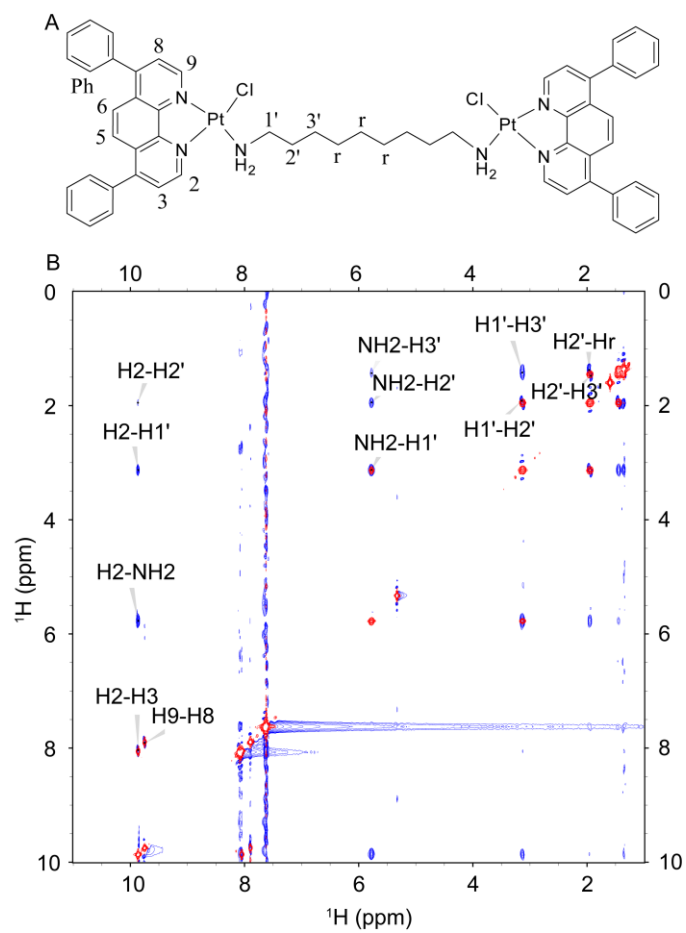 A
8
9
Ph
Cl
N
6
Pt
1'
3'
r
r
5
N
N
H2
2'
r
r
3
2
Cl
N
Pt
N
H2
N
B
10
8
6
4
2
0
2
4
6
8
10
0
2
4
6
8
10
10
8
6
4
2
H2-H2'
H2-H1'
H2-NH2
H2-H3
H9-H8
NH2-H3'
NH2-H2'
NH2-H1'
H1'-H3'
H2'-Hr
H2'-H3'
H1'-H2'
¹H (ppm)
¹H (ppm)